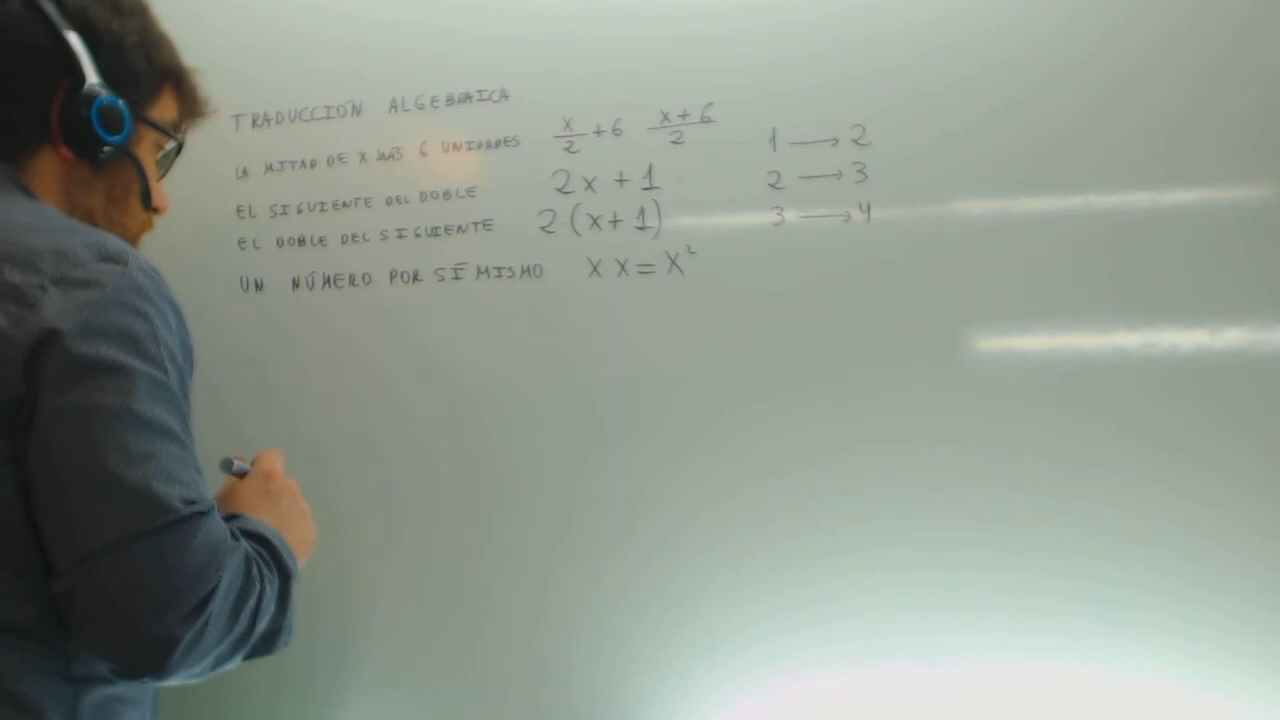 TRADUCCIÓN ALGEBRAICA
LA MITAD DE X MÁS 6 UNIDADES x/2 + 6 x+6/2 1 → 2
EL SIGUIENTE DEL DOBLE 2x + 1 2 → 3
EL DOBLE DEL SIGUIENTE 2(x+1) 3 → 4
UN NÚMERO POR SÍ MISMO x x = x²